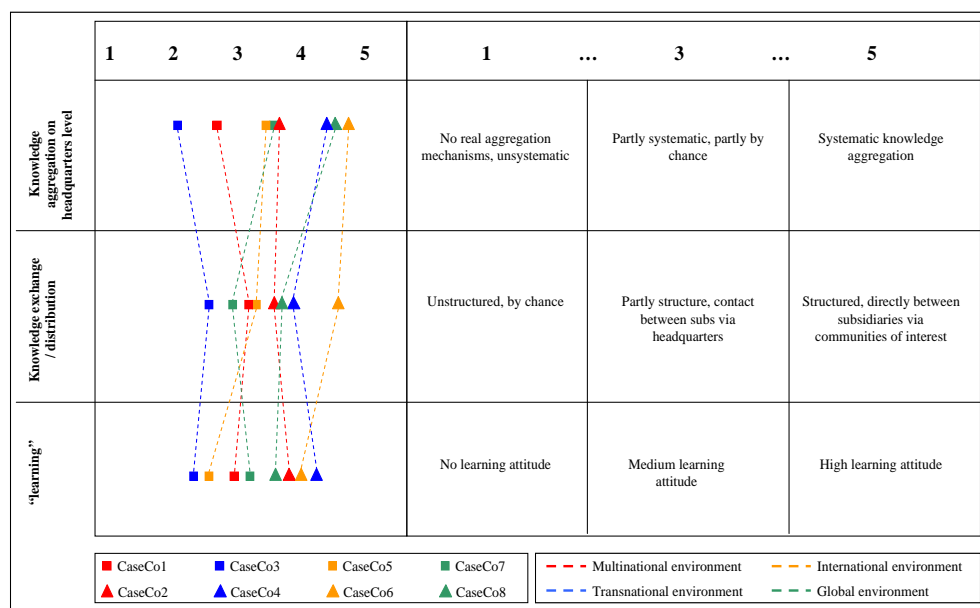 1 2 3 4 5 1 … 3 … 5
Knowledge
aggregation on
headquarters level
No real aggregation
mechanisms, unsystematic
Partly systematic, partly by
chance
Systematic knowledge
aggregation
Knowledge exchange
/ distribution
Unstructured, by chance
Partly structure, contact
between subs via
headquarters
Structured, directly between
subsidiaries via
communities of interest
“learning”
No learning attitude
Medium learning
attitude
High learning attitude
CaseCo1 CaseCo3 CaseCo5 CaseCo7
CaseCo2 CaseCo4 CaseCo6 CaseCo8
Multinational environment International environment
Transnational environment Global environment